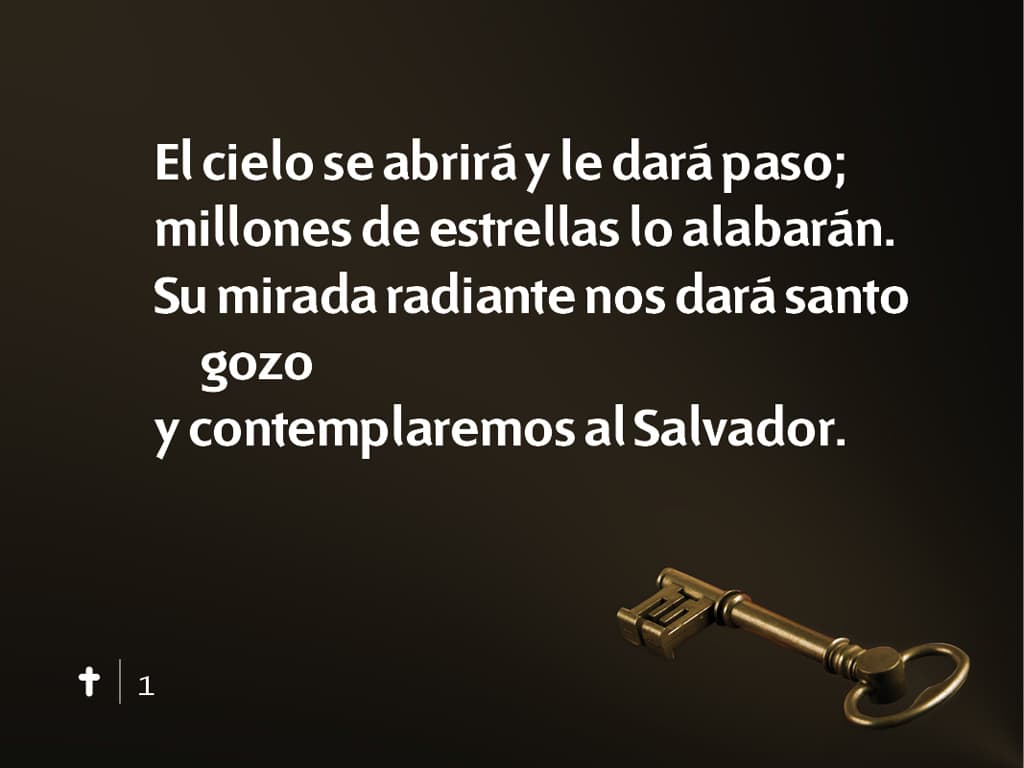 El cielo se abrirá y le dará paso;
millones de estrellas lo alabarán.
Su mirada radiante nos dará santo
gozo
y contemplaremos al Salvador.
1